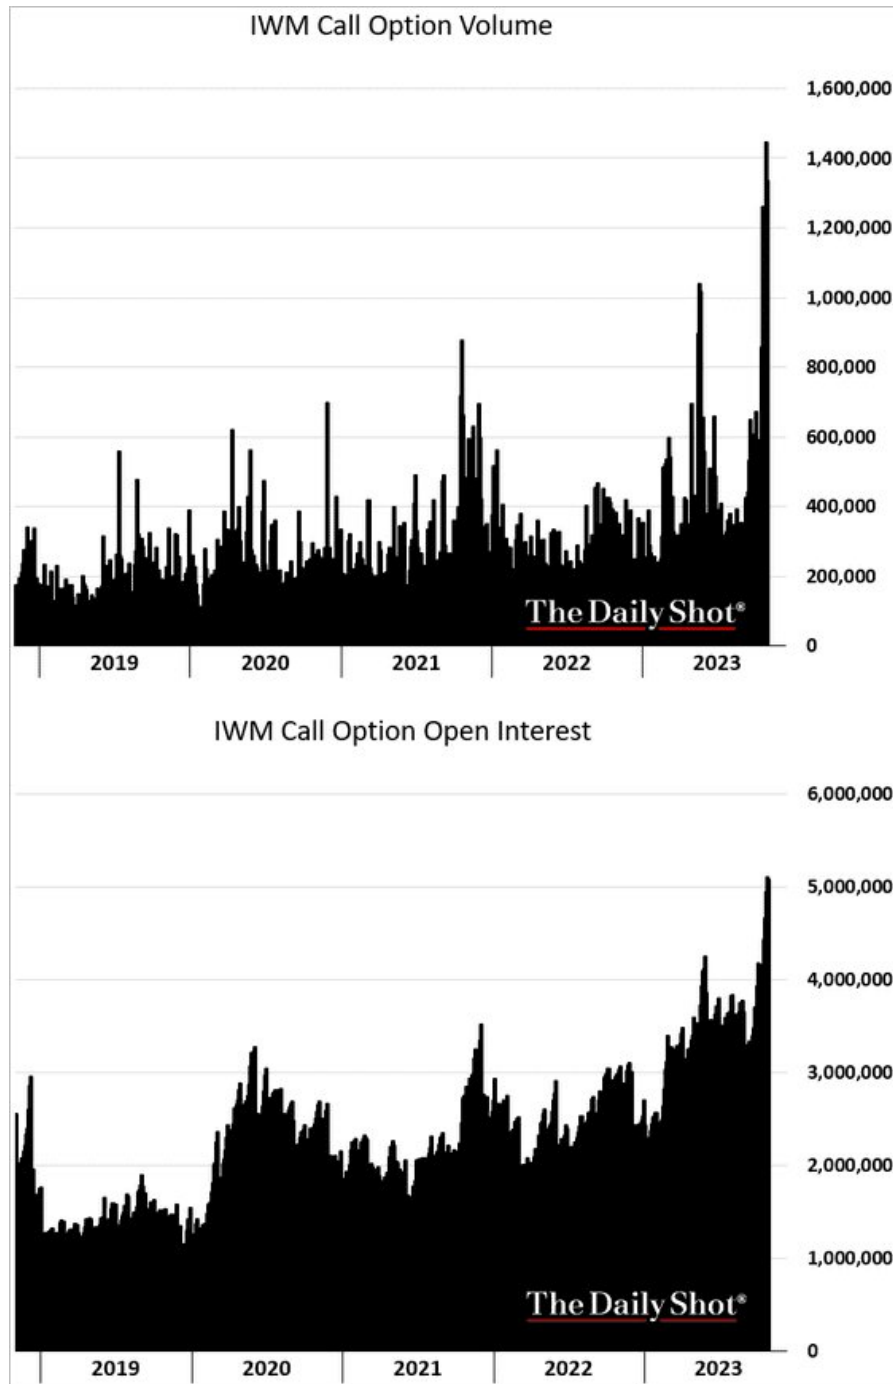 IWM Call Option Volume
1,600,000
1,400,000
1,200,000
1,000,000
800,000
600,000
400,000
200,000
The Daily Shot®
0
2019 2020 2021 2022 2023
IWM Call Option Open Interest
6,000,000
5,000,000
4,000,000
3,000,000
2,000,000
1,000,000
The Daily Shot®
0
2019 2020 2021 2022 2023